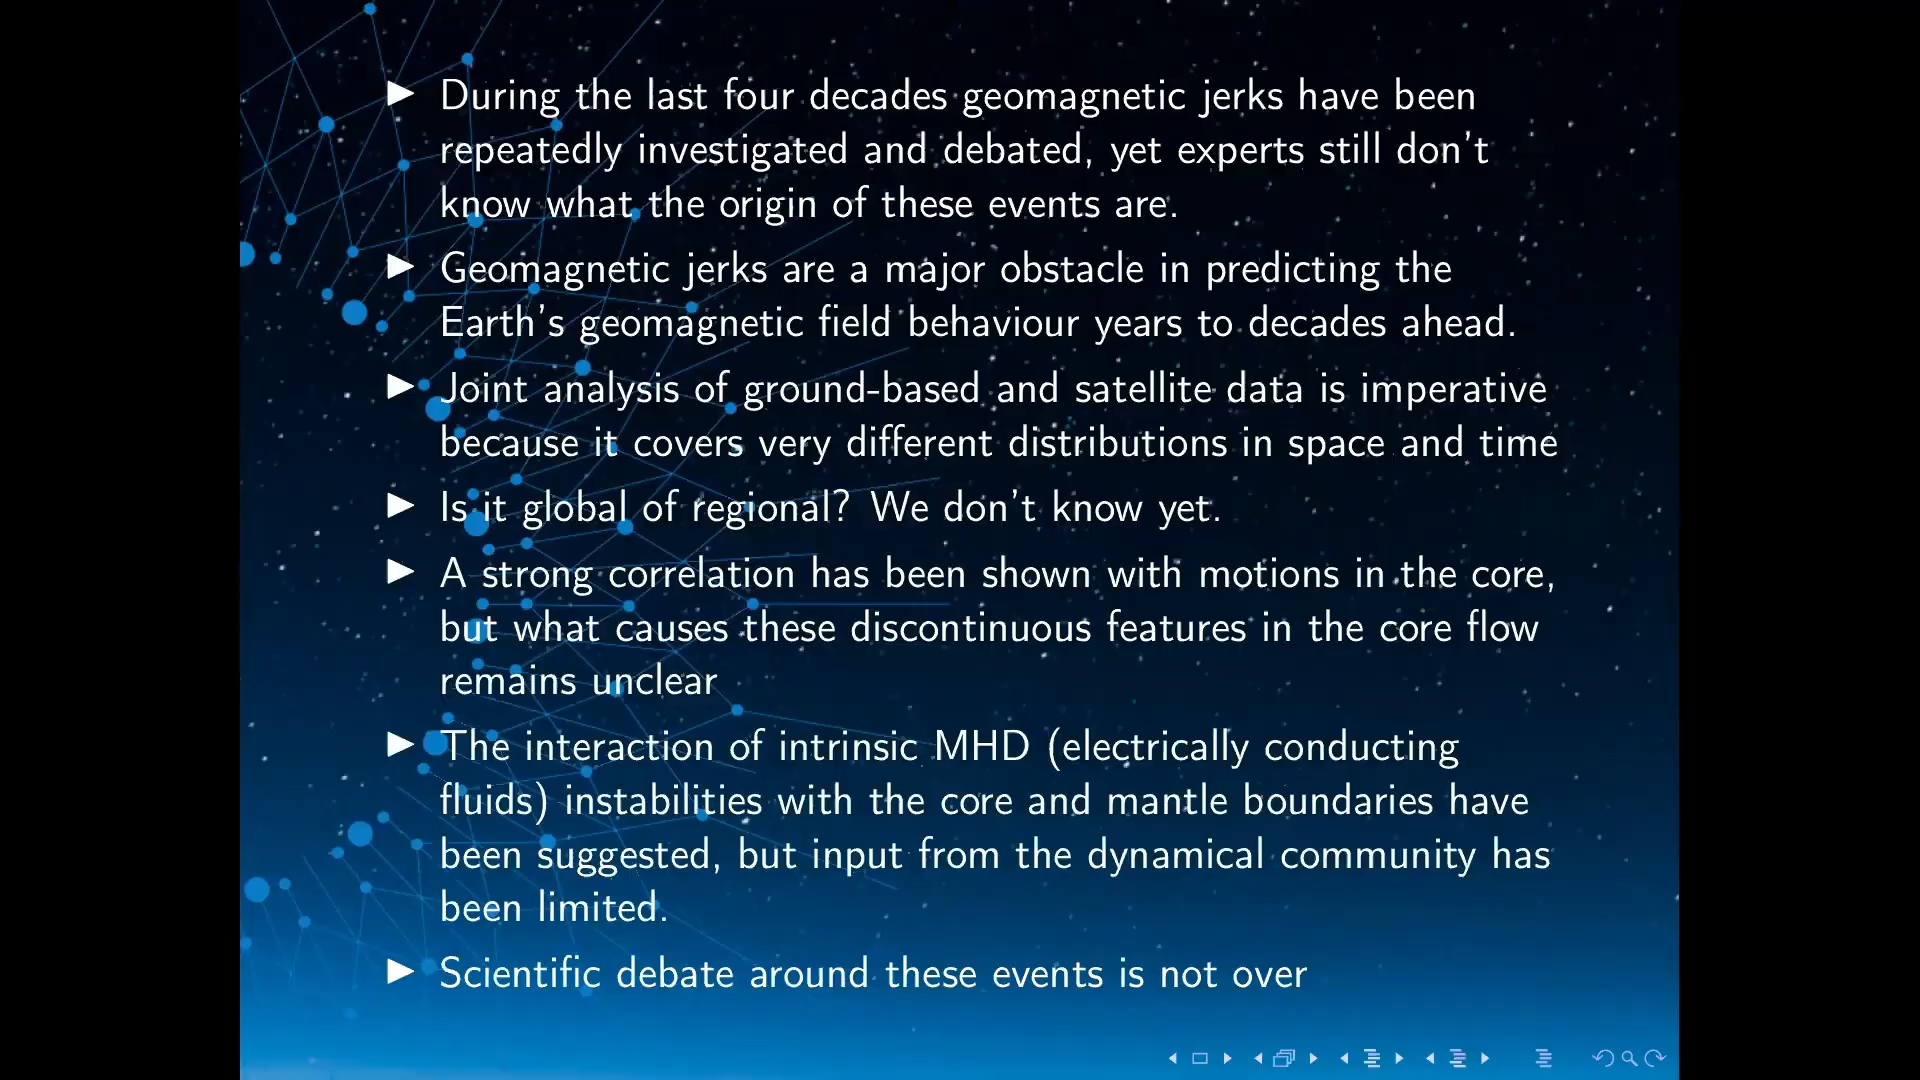 ▶ During the last four decades geomagnetic jerks have been
repeatedly investigated and debated, yet experts still don't
know what the origin of these events are.
▶ Geomagnetic jerks are a major obstacle in predicting the
Earth's geomagnetic field behaviour years to decades ahead.
▶ Joint analysis of ground-based and satellite data is imperative
because it covers very different distributions in space and time
▶ Is it global of regional? We don't know yet.
▶ A strong correlation has been shown with motions in the core,
but what causes these discontinuous features in the core flow
remains unclear
▶ The interaction of intrinsic MHD (electrically conducting
fluids) instabilities with the core and mantle boundaries have
been suggested, but input from the dynamical community has
been limited.
▶ Scientific debate around these events is not over